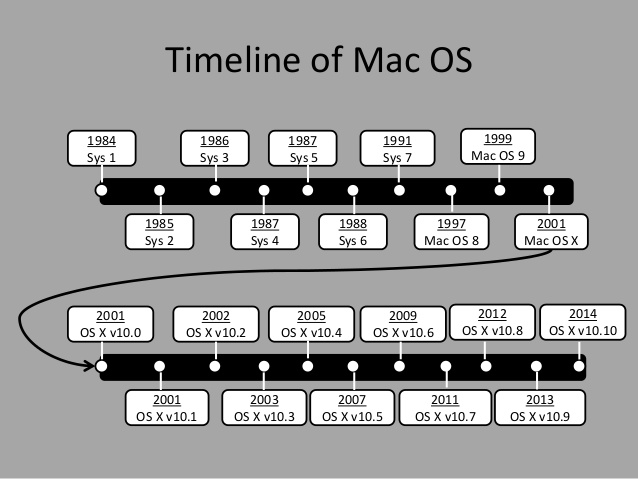 Timeline of Mac OS
1984
Sys 1
1986
Sys 3
1987
Sys 5
1991
Sys 7
1999
Mac OS 9
1985
Sys 2
1987
Sys 4
1988
Sys 6
1997
Mac OS 8
2001
Mac OS X
2001
OS X v10.0
2002
OS X v10.2
2005
OS X v10.4
2009
OS X v10.6
2012
OS X v10.8
2014
OS X v10.10
2001
OS X v10.1
2003
OS X v10.3
2007
OS X v10.5
2011
OS X v10.7
2013
OS X v10.9